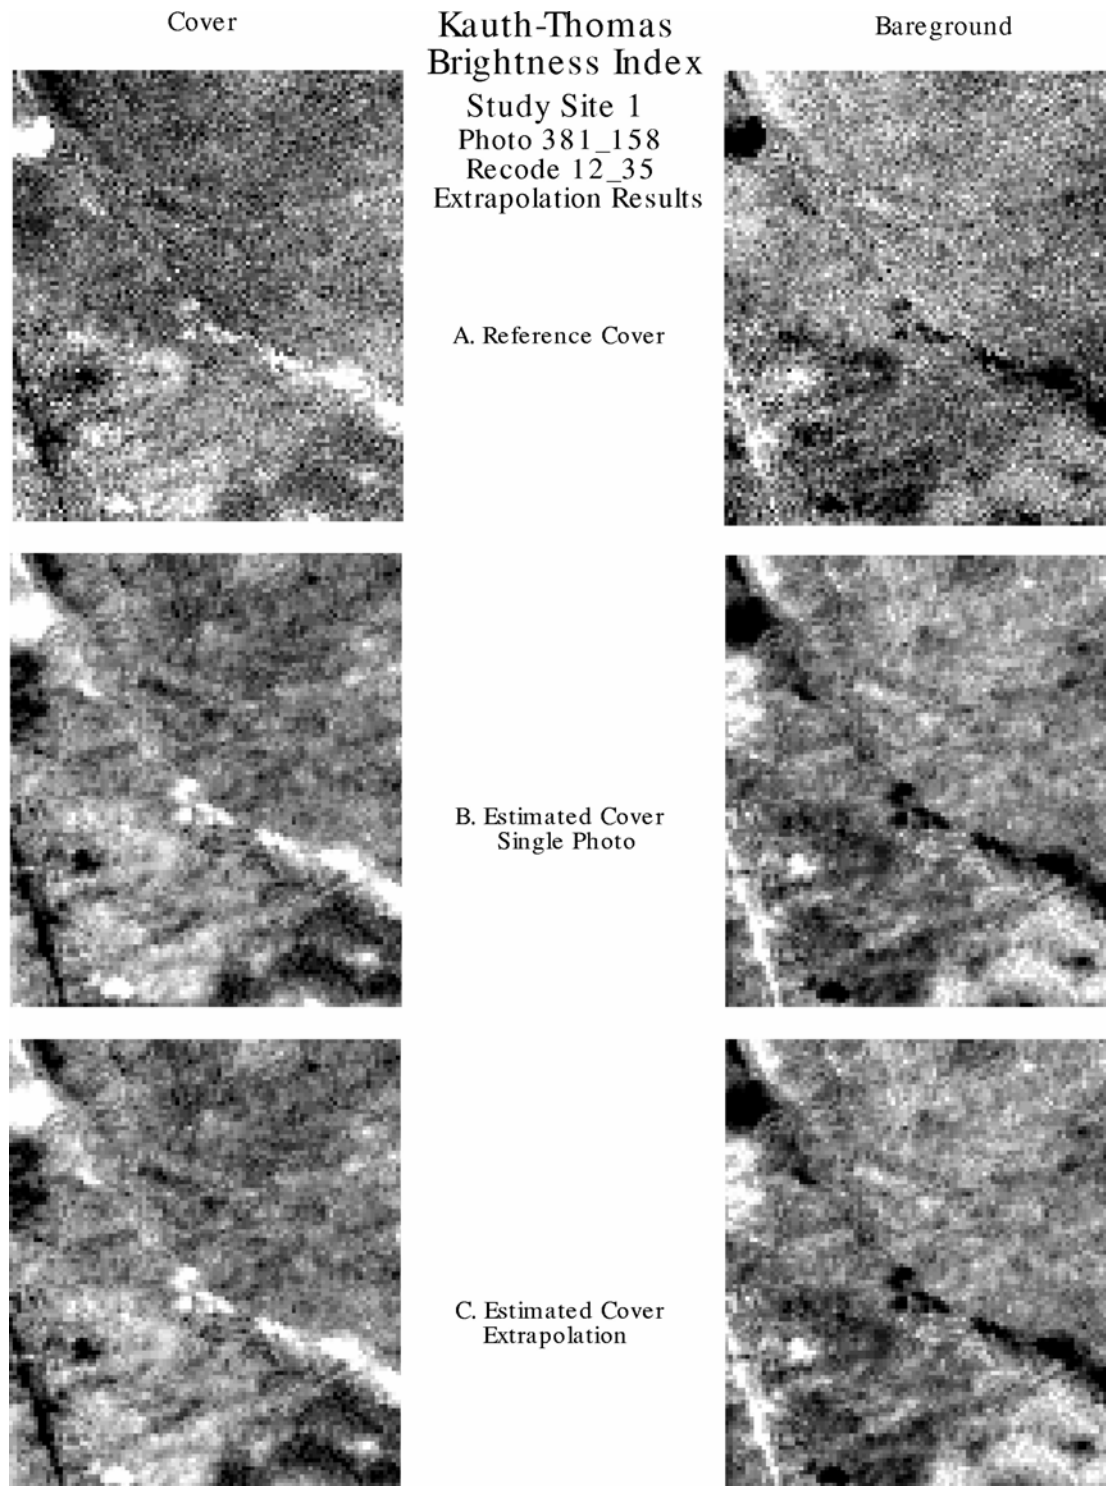 Cover
Kauth-Thomas
Brightness Index
Bareground
Study Site 1
Photo 381_158
Recode 12_35
Extrapolation Results
A. Reference Cover
B. Estimated Cover
Single Photo
C. Estimated Cover
Extrapolation